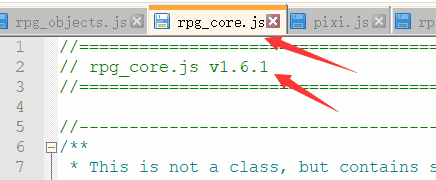 rpg_objects.js rpg_core.js pixi.js rp
1 //=============================================
2 // rpg_core.js v1.6.1
3 //=============================================
4
5 //---------------------------------------------
6 /**
7 * This is not a class, but contains s